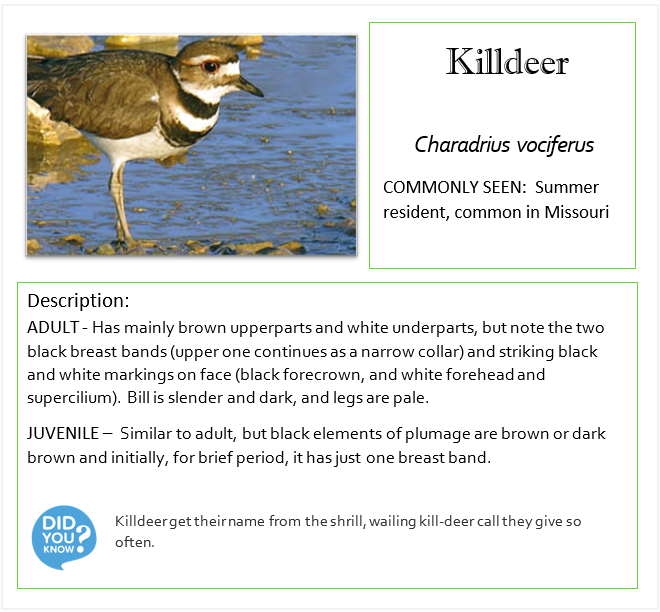 Killdeer
Charadrius vociferus
COMMONLY SEEN:  Summer
resident, common in Missouri
Description:
ADULT - Has mainly brown upperparts and white underparts, but note the two
black breast bands (upper one continues as a narrow collar) and striking black
and white markings on face (black forecrown, and white forehead and
supercilium).  Bill is slender and dark, and legs are pale.
JUVENILE –  Similar to adult, but black elements of plumage are brown or dark
brown and initially, for brief period, it has just one breast band.
DID
YOU
KNOW ?
Killdeer get their name from the shrill, wailing kill-deer call they give so
often.